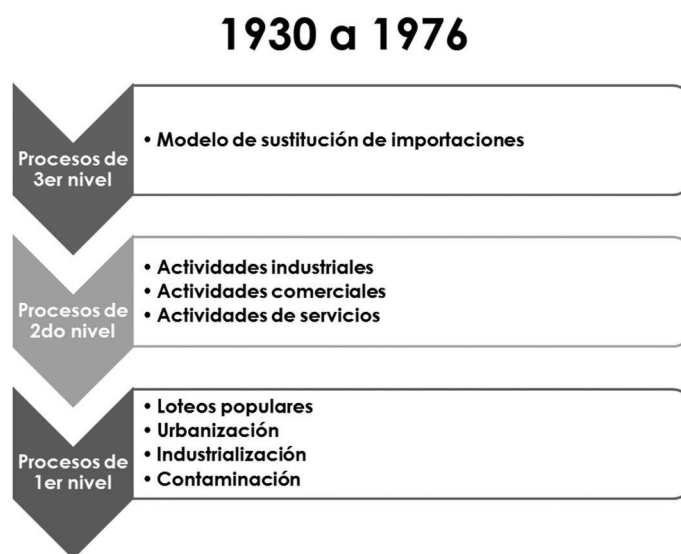 1930 a 1976
Procesos de
3er nivel
• Modelo de sustitución de importaciones
Procesos de
2do nivel
• Actividades industriales
• Actividades comerciales
• Actividades de servicios
Procesos de
1er nivel
• Loteos populares
• Urbanización
• Industrialización
• Contaminación